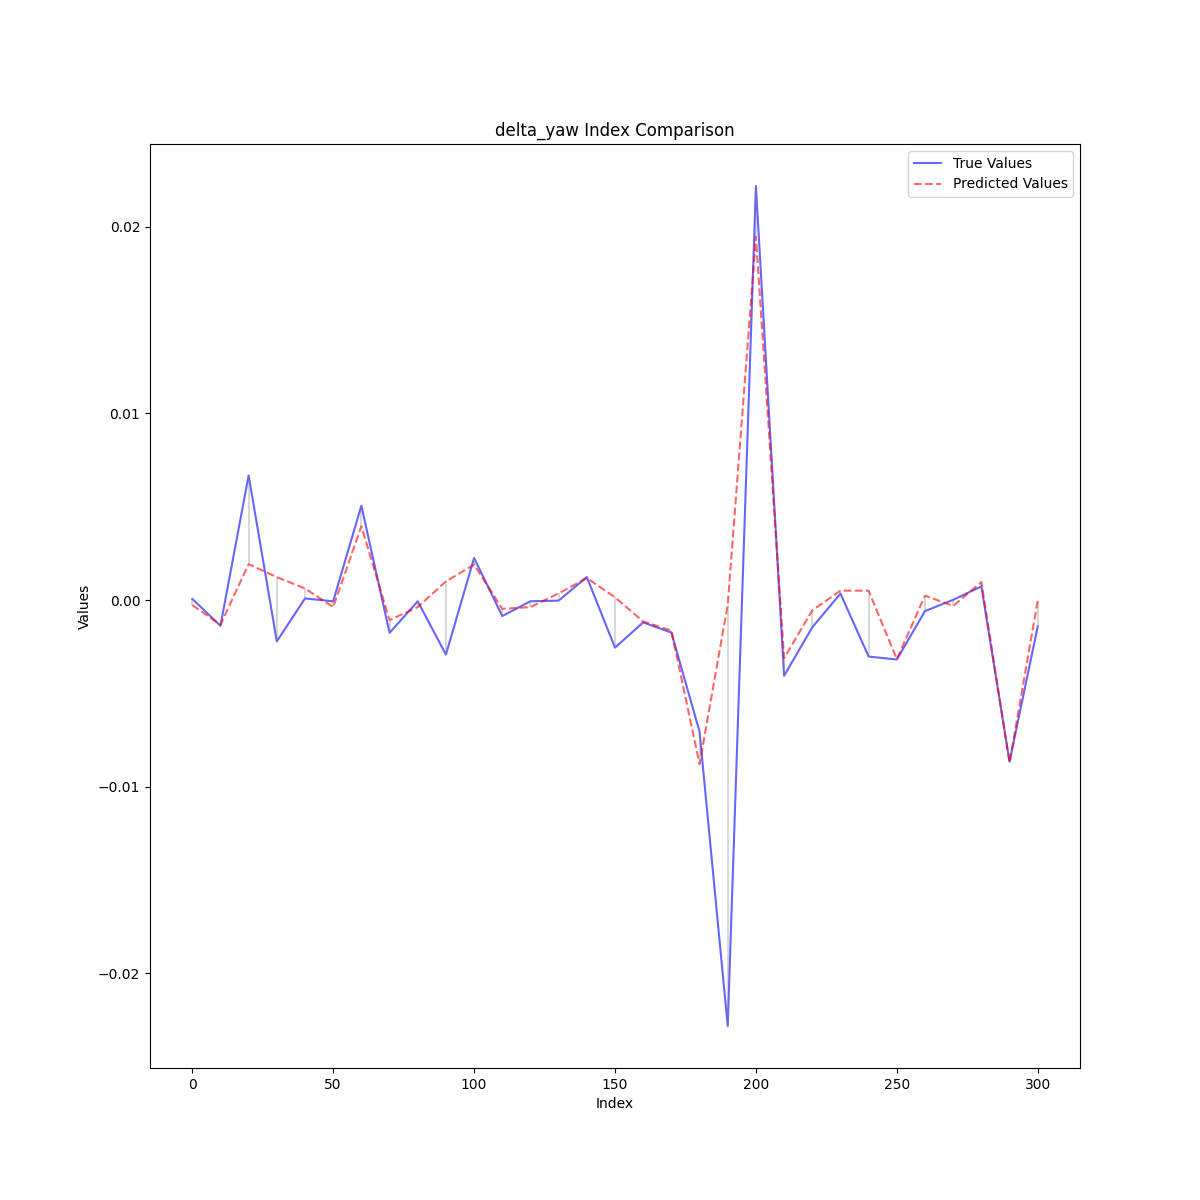 delta_yaw Index Comparison
True Values
Predicted Values
0.02
0.01
0.00
−0.01
−0.02
Values
0
50
100
150
200
250
300
Index